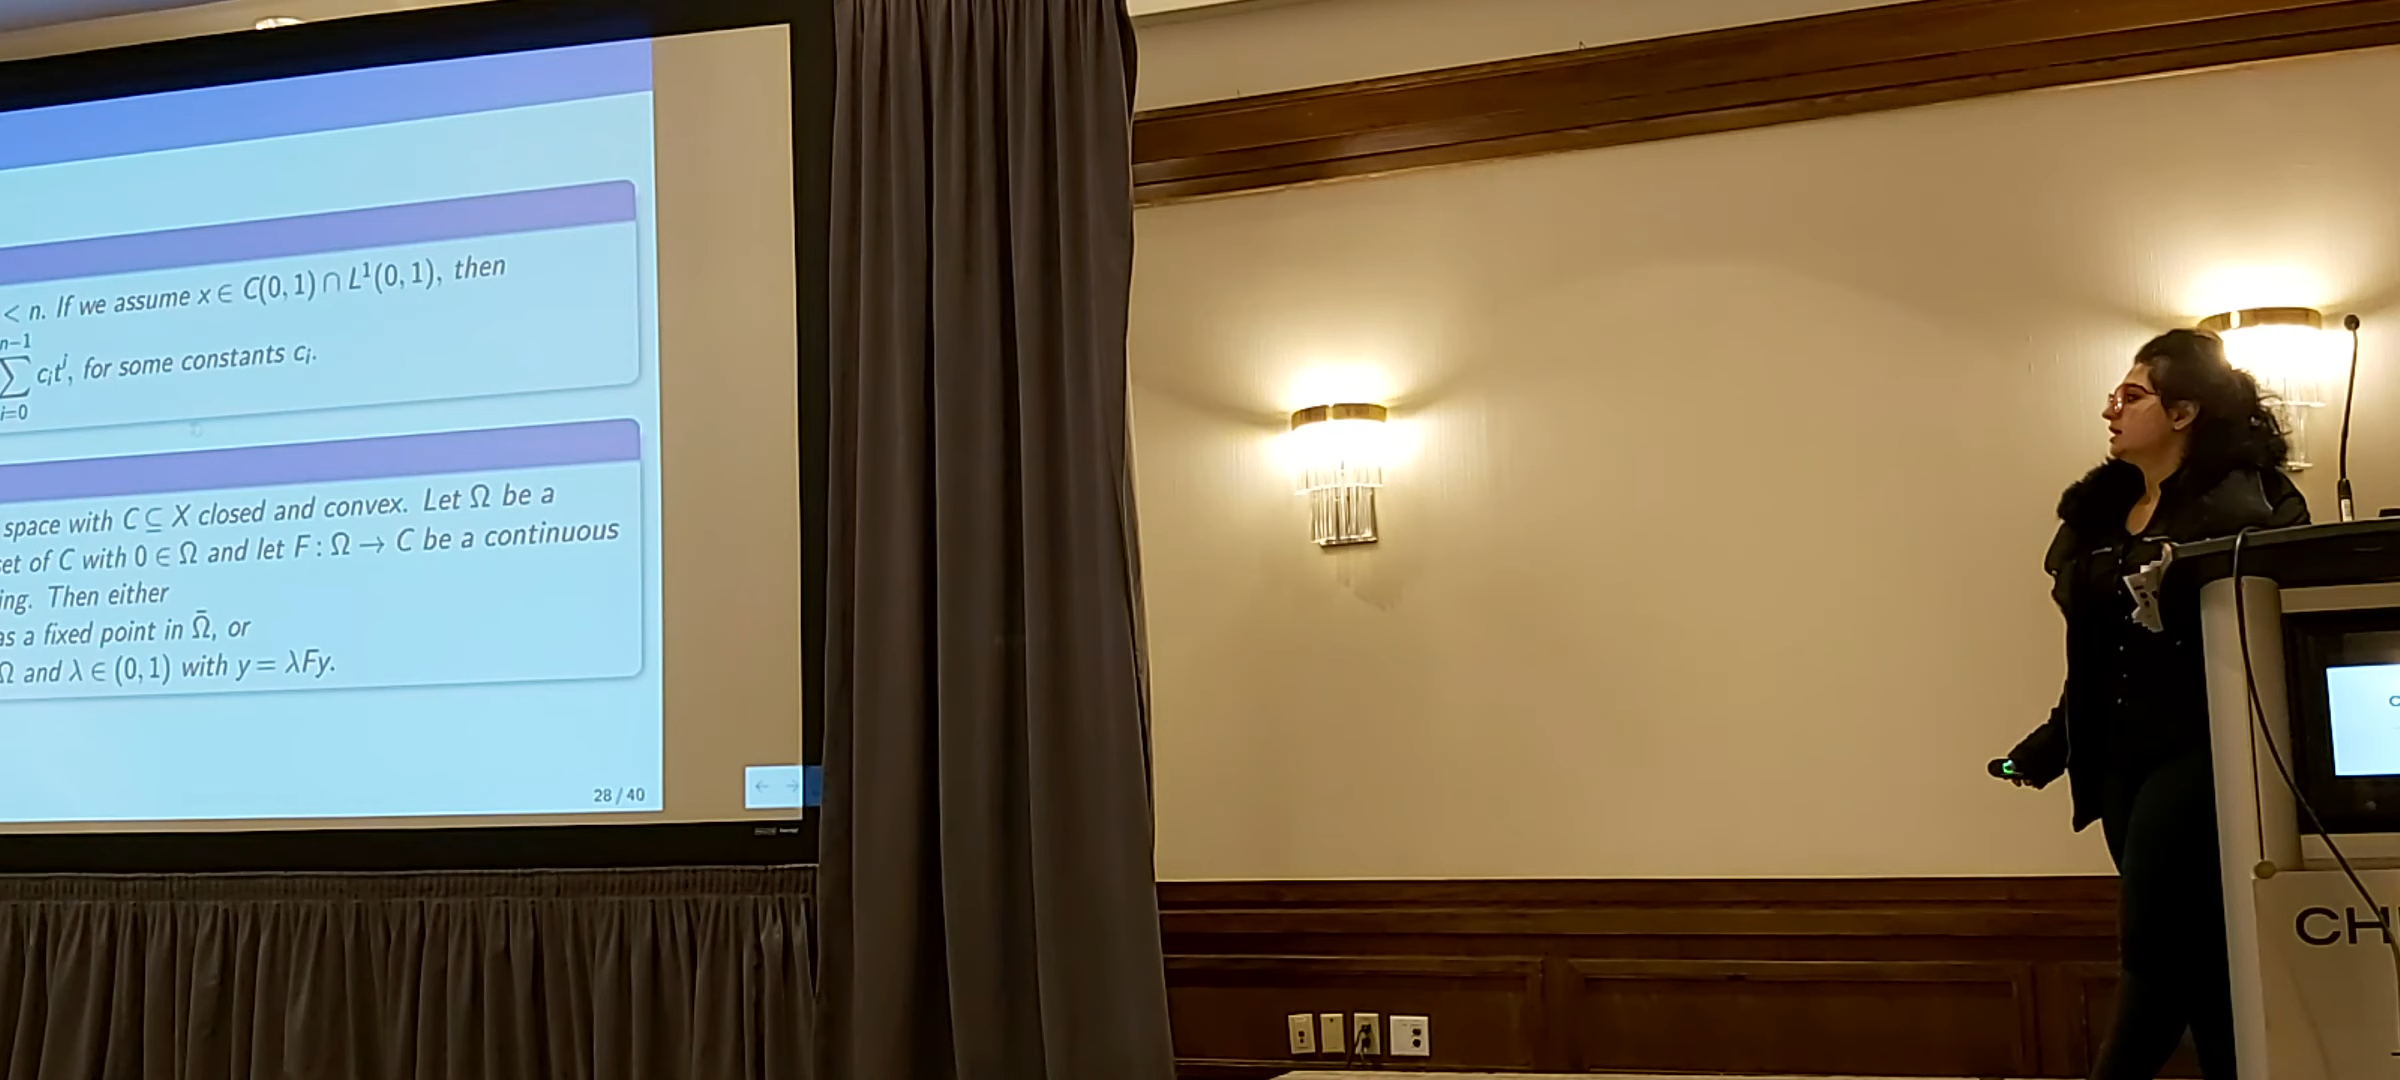 < n. If we assume x ∈ C(0, 1) ∩ L¹(0, 1), then
n−1
∑ cᵢtⁱ, for some constants cᵢ.
i=0
space with C ⊆ X closed and convex. Let Ω be a
et of C with 0 ∈ Ω and let F : Ω → C be a continuous
ing. Then either
as a fixed point in Ω̄, or
Ω and λ ∈ (0, 1) with y = λFy.
28 / 40
CH